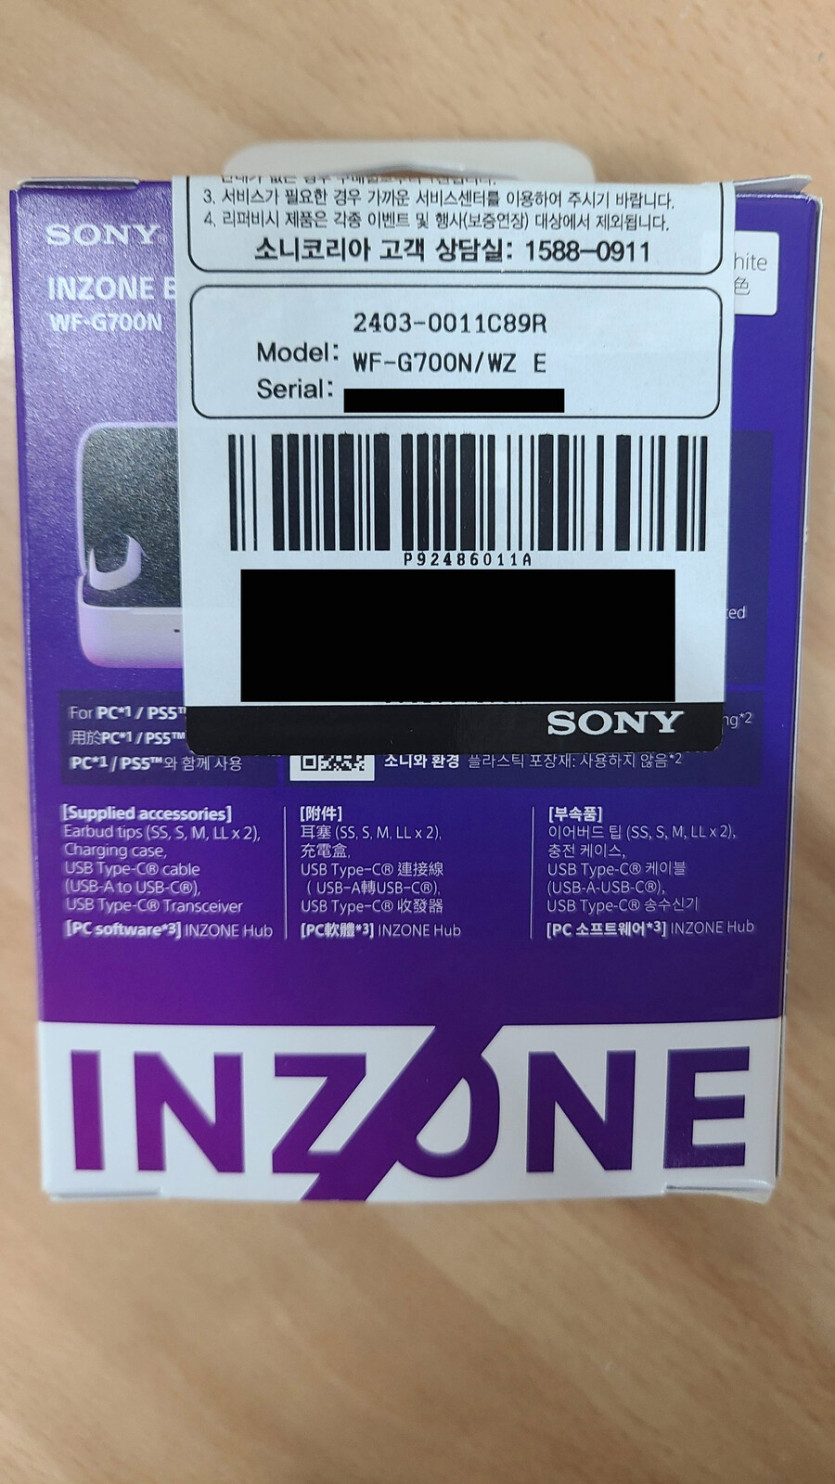 3. 서비스가 필요한 경우 가까운 서비스센터를 이용하여 주시기 바랍니다.
4. 리퍼비시 제품은 각종 이벤트 및 행사(보증연장) 대상에서 제외됩니다.
소니코리아 고객 상담실: 1588-0911
SONY
INZONE
WF-G700N
hite
色
2403-0011C89R
Model: WF-G700N/WZ E
Serial:
P92486011A
ted
SONY
For PC*1 / PS5™
用於PC*1 / PS5™
PC*1 / PS5™와 함께 사용
ng*2
소니와 환경 플라스틱 포장재: 사용하지 않음*2
[Supplied accessories]
Earbud tips (SS, S, M, LL x 2),
Charging case,
USB Type-C® cable
(USB-A to USB-C®),
USB Type-C® Transceiver
[PC software*3] INZONE Hub
[附件]
耳塞 (SS, S, M, LL x 2),
充電盒,
USB Type-C® 連接線
( USB-A轉USB-C®),
USB Type-C® 收發器
[PC軟體*3] INZONE Hub
[부속품]
이어버드 팁 (SS, S, M, LL x 2),
충전 케이스,
USB Type-C® 케이블
(USB-A-USB-C®),
USB Type-C® 송수신기
[PC 소프트웨어*3] INZONE Hub
INZONE